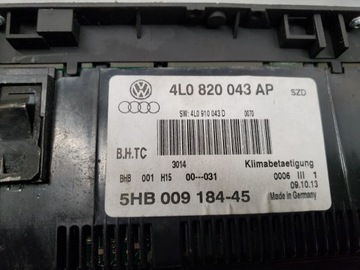 4L0 820 043 AP SZD
SW: 4L0 910 043 D 0070
B.H.TC 3014 Klimabetaetigung
BHB 001 H15 00---031 0006 III 1
09.10.13
5HB 009 184-45 Made in Germany